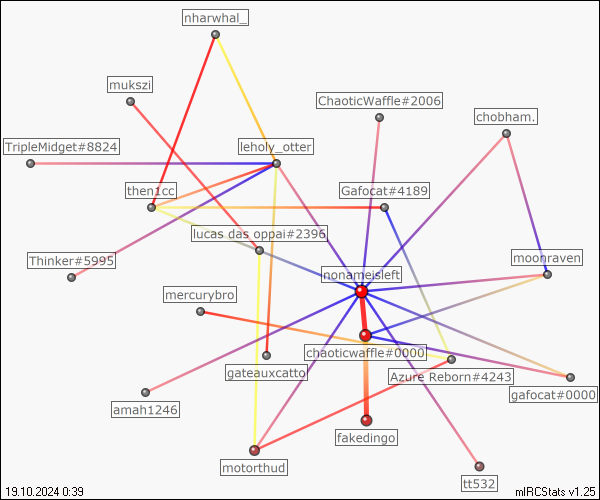 nharwhal_
mukszi
ChaoticWaffle#2006
chobham.
TripleMidget#8824
leholy_otter
then1cc
Gafocat#4189
lucas das oppai#2396
Thinker#5995
moonraven
nonameisleft
mercurybro
chaoticwaffle#0000
gateauxcatto
Azure Reborn#4243
gafocat#0000
amah1246
fakedingo
motorthud
tt532
19.10.2024 0:39
mIRCStats v1.25